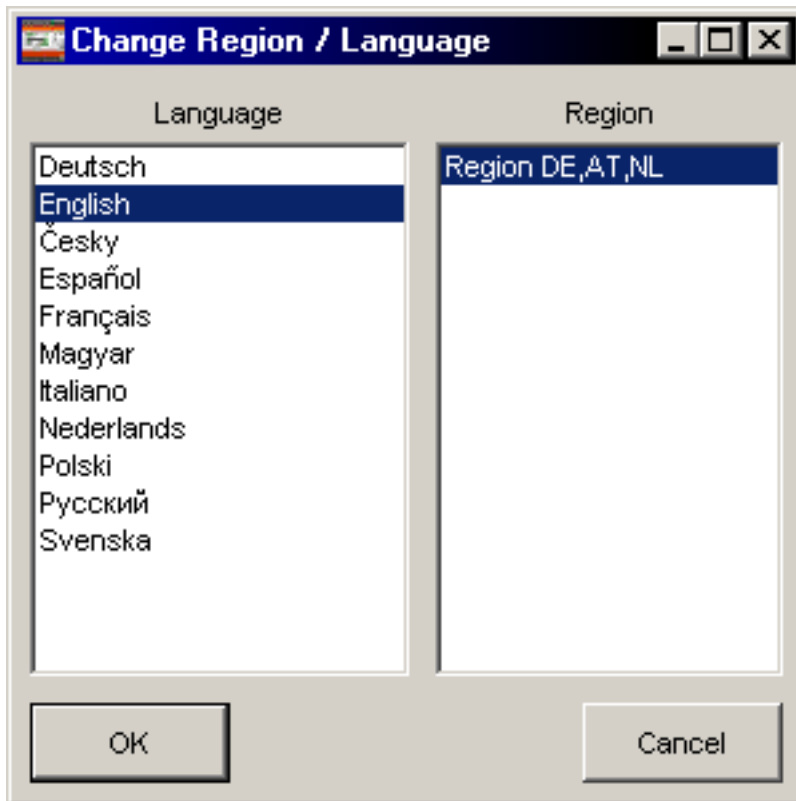 Change Region / Language
Language
Region
Deutsch
English
Česky
Español
Français
Magyar
Italiano
Nederlands
Polski
Русский
Svenska
Region DE,AT,NL
OK
Cancel